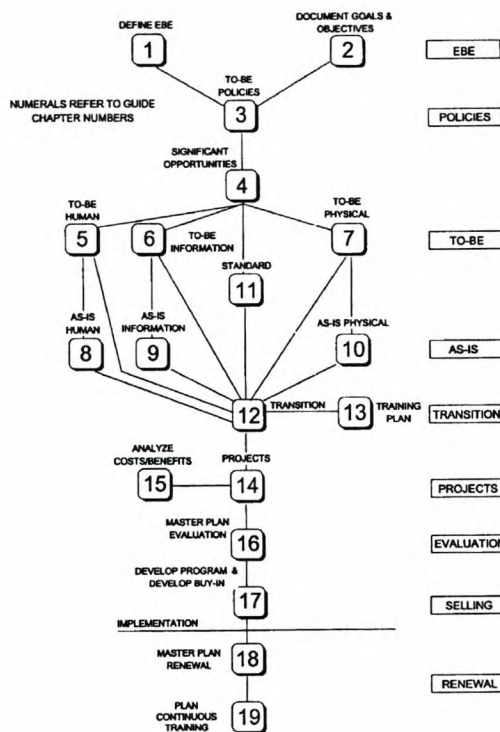 DEFINE EBE
1
DOCUMENT GOALS &
OBJECTIVES
2
EBE
TO-BE
POLICIES
3
NUMERALS REFER TO GUIDE
CHAPTER NUMBERS
POLICIES
SIGNIFICANT
OPPORTUNITIES
4
TO-BE
HUMAN
5
6
TO-BE
INFORMATION
TO-BE
PHYSICAL
7
TO-BE
STANDARD
11
AS-IS
HUMAN
8
AS-IS
INFORMATION
9
AS-IS PHYSICAL
10
AS-IS
12
TRANSITION
13
TRAINING
PLAN
TRANSITION
ANALYZE
COSTS/BENEFITS
15
PROJECTS
14
PROJECTS
MASTER PLAN
EVALUATION
16
EVALUATION
DEVELOP PROGRAM &
DEVELOP BUY-IN
17
SELLING
IMPLEMENTATION
MASTER PLAN
RENEWAL
18
RENEWAL
PLAN
CONTINUOUS
TRAINING
19